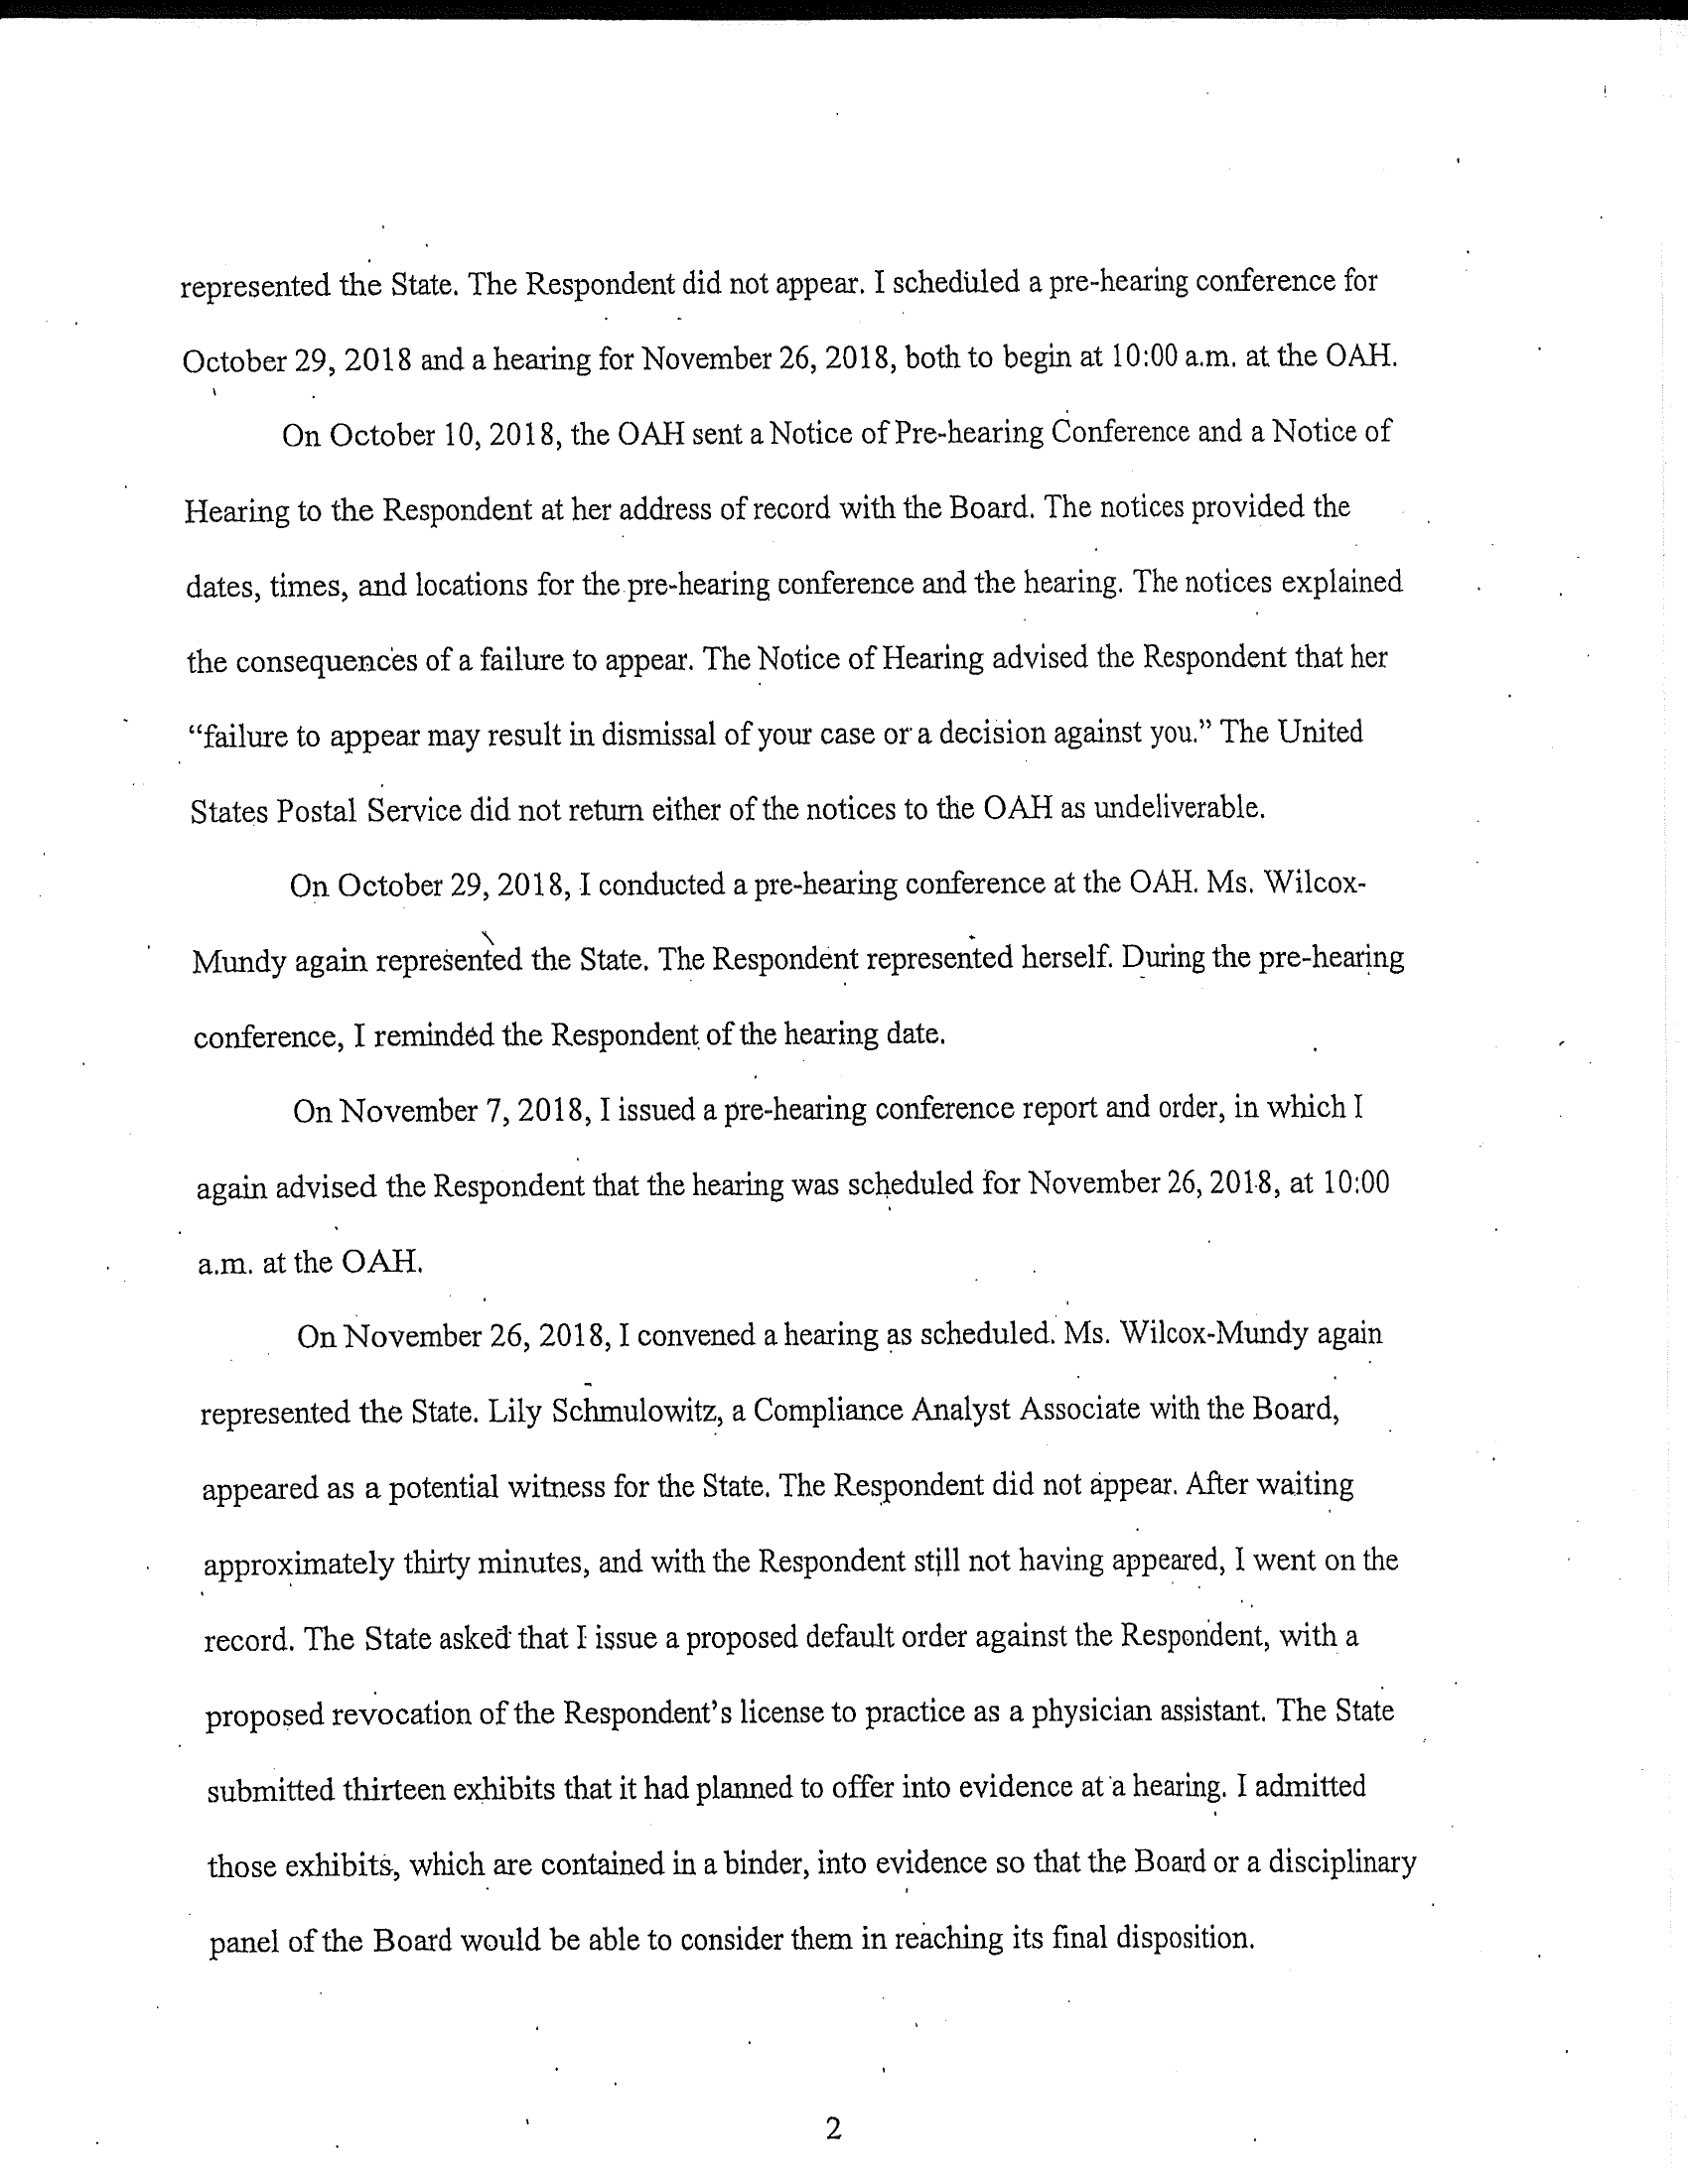 represented the State. The Respondent did not appear. I scheduled a pre-hearing conference for
October 29, 2018 and a hearing for November 26, 2018, both to begin at 10:00 a.m. at the OAH.
On October 10, 2018, the OAH sent a Notice of Pre-hearing Conference and a Notice of
Hearing to the Respondent at her address of record with the Board. The notices provided the
dates, times, and locations for the pre-hearing conference and the hearing. The notices explained
the consequences of a failure to appear. The Notice of Hearing advised the Respondent that her
“failure to appear may result in dismissal of your case or a decision against you.” The United
States Postal Service did not return either of the notices to the OAH as undeliverable.
On October 29, 2018, I conducted a pre-hearing conference at the OAH. Ms. Wilcox-
Mundy again represented the State. The Respondent represented herself. During the pre-hearing
conference, I reminded the Respondent of the hearing date.
On November 7, 2018, I issued a pre-hearing conference report and order, in which I
again advised the Respondent that the hearing was scheduled for November 26, 2018, at 10:00
a.m. at the OAH.
On November 26, 2018, I convened a hearing as scheduled. Ms. Wilcox-Mundy again
represented the State. Lily Schmulowitz, a Compliance Analyst Associate with the Board,
appeared as a potential witness for the State. The Respondent did not appear. After waiting
approximately thirty minutes, and with the Respondent still not having appeared, I went on the
record. The State asked that I issue a proposed default order against the Respondent, with a
proposed revocation of the Respondent’s license to practice as a physician assistant. The State
submitted thirteen exhibits that it had planned to offer into evidence at a hearing. I admitted
those exhibits, which are contained in a binder, into evidence so that the Board or a disciplinary
panel of the Board would be able to consider them in reaching its final disposition.
2